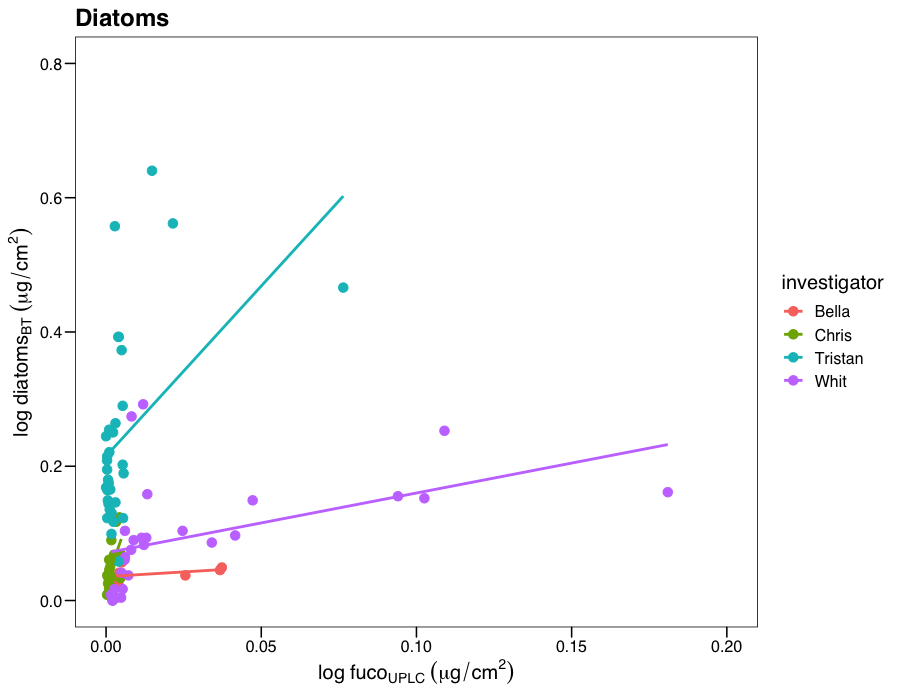 Diatoms
0.8
0.6
0.4
0.2
0.0
log diatoms_BT (µg/cm²)
0.00 0.05 0.10 0.15 0.20
log fuco_UPLC (µg/cm²)
investigator
Bella
Chris
Tristan
Whit